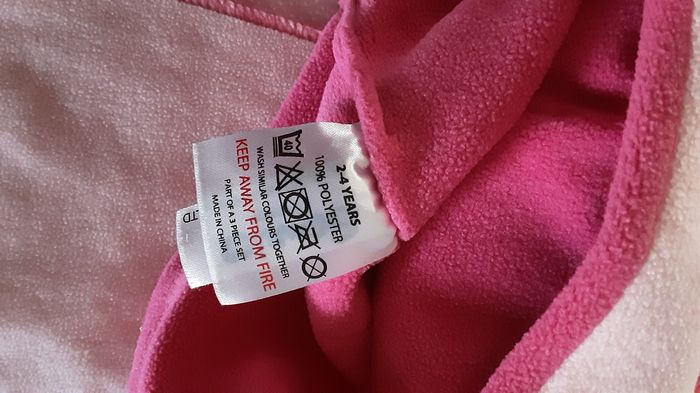 2-4 YEARS
100% POLYESTER
40
WASH SIMILAR COLOURS TOGETHER
KEEP AWAY FROM FIRE
PART OF A 3 PIECE SET
MADE IN CHINA